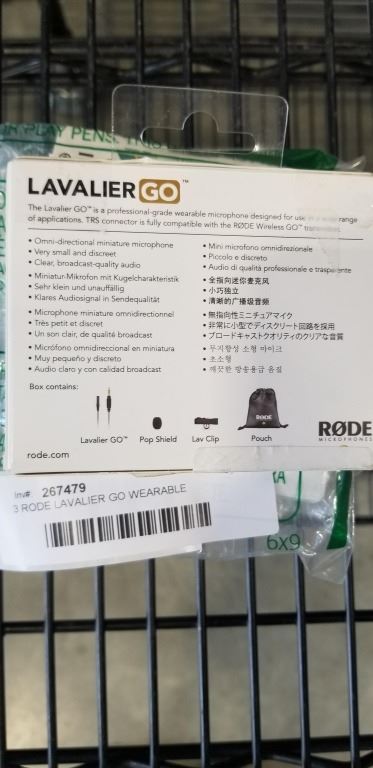 PLAY PENS
LAVALIER GO™
The Lavalier GO™ is a professional-grade wearable microphone designed for use in a wide range
of applications. TRS connector is fully compatible with the RØDE Wireless GO™
• Omni-directional miniature microphone
• Very small and discreet
• Clear, broadcast-quality audio
• Miniatur-Mikrofon mit Kugelcharakteristik
• Sehr klein und unauffällig
• Klares Audiosignal in Sendequalität
• Microphone miniature omnidirectionnel
• Très petit et discret
• Un son clair, de qualité broadcast
• Micrófono omnidireccional en miniatura
• Muy pequeño y discreto
• Audio claro y con calidad broadcast
• Mini microfono omnidirezionale
• Piccolo e discreto
• Audio di qualità professionale e trasparente
• 全指向迷你麦克风
• 小巧独立
• 清晰的广播级音频
• 無指向性ミニチュアマイク
• 非常に小型でディスクリート回路を採用
• ブロードキャストクオリティのクリアな音質
• 무지향성 소형 마이크
• 초소형
• 깨끗한 방송용급 음질
Box contains:
RØDE
Lavalier GO™ Pop Shield Lav Clip Pouch
RØDE
MICROPHONES
rode.com
Inv#: 267479
3 RODE LAVALIER GO WEARABLE
RA
6x9